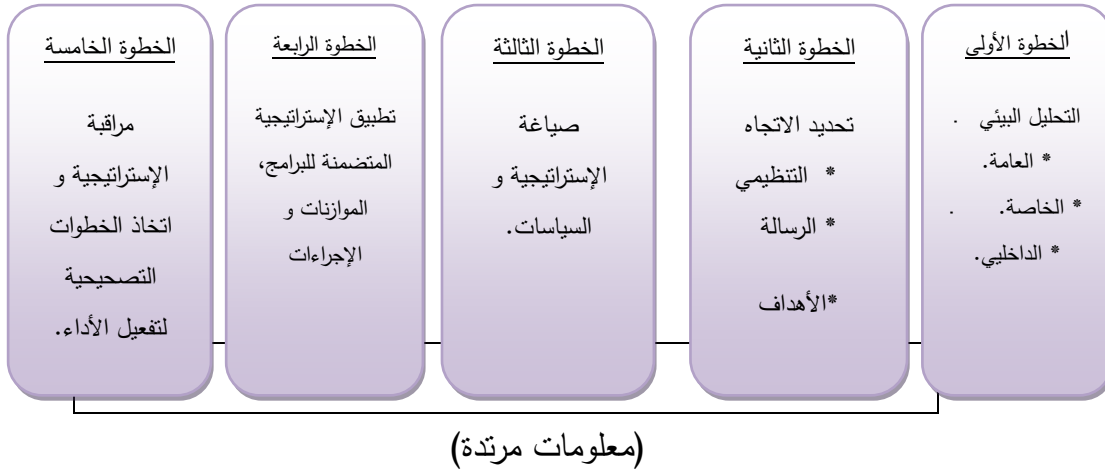 الخطوة الأولى
التحليل البيئي .
* العامة.
* الخاصة. .
* الداخليي.
الخطوة الثانية
تحديد الاتجاه
* التنظيمي
* الرسالة
*الأهداف
الخطوة الثالثة
صياغة
الإستراتيجية و
السياسات.
الخطوة الرابعة
تطبيق الإستراتيجية
المتضمنة للبرامج،
الموازنات و
الإجراءات
الخطوة الخامسة
مراقبة
الإستراتيجية و
اتخاذ الخطوات
التصحيحية
لتفعيل الأداء.
(معلومات مرتدة)